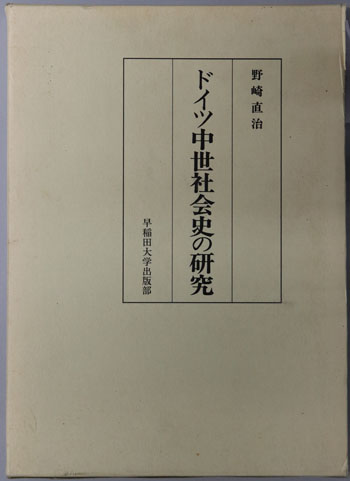 野崎直治
ドイツ中世社会史の研究
早稲田大学出版部